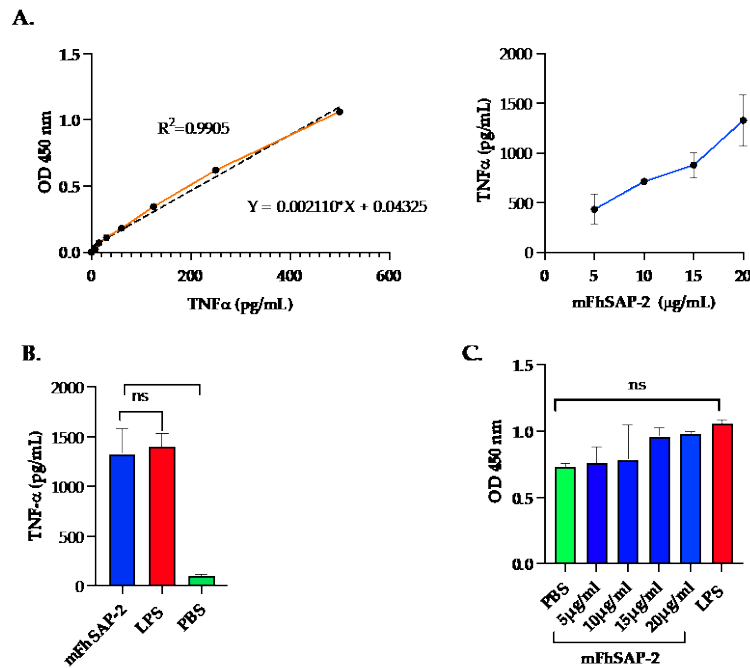 A.
1.5
1.0
0.5
0.0
OD 450 nm
R²=0.9905
Y = 0.002110*X + 0.04325
0 200 400 600
TNFα (pg/mL)
2000
1500
1000
500
0
TNFα (pg/mL)
0 5 10 15 20
mFhSAP-2 (µg/mL)
B.
2000
1500
1000
500
0
TNF-α (pg/mL)
ns
mFhSAP-2 LPS PBS
C.
1.5
1.0
0.5
0.0
OD 450 nm
ns
PBS 5µg/ml 10µg/ml 15µg/ml 20µg/ml LPS
mFhSAP-2